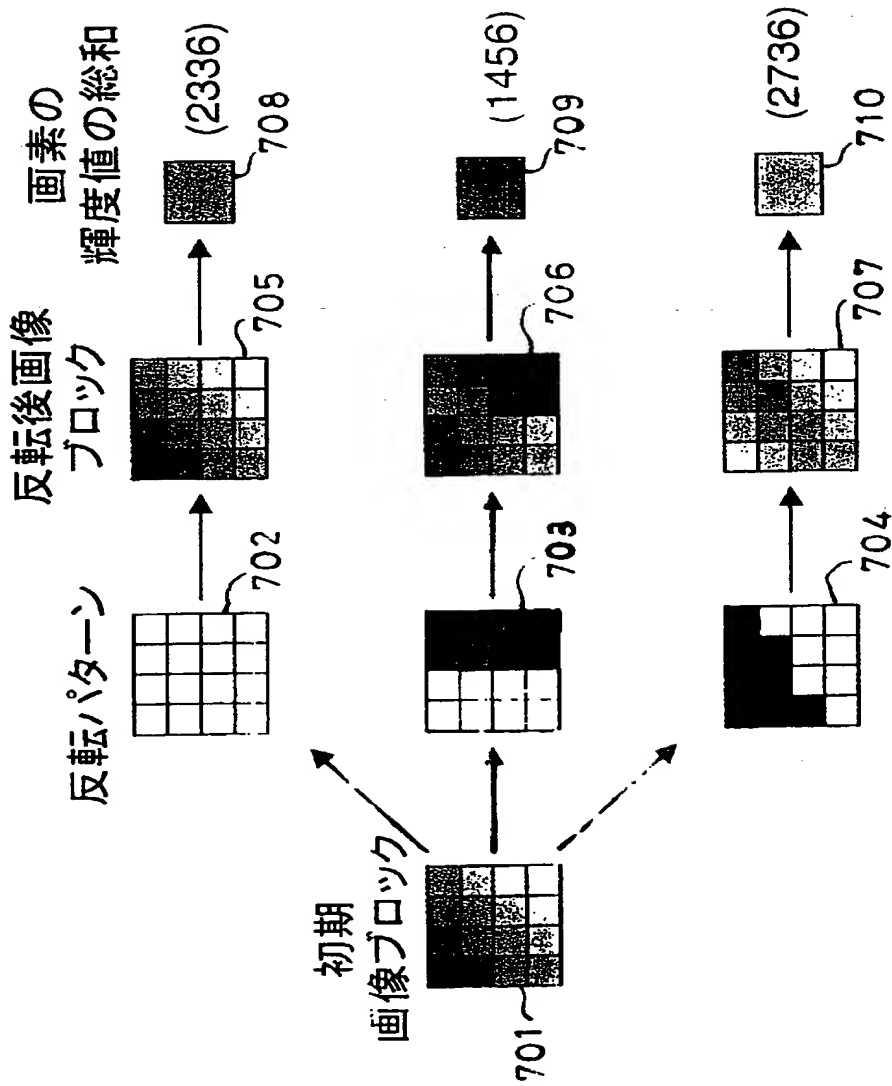 初期
画像ブロック
701
反転パターン
702
703
704
反転後画像
ブロック
705
706
707
画素の
輝度値の総和
(2336)
708
(1456)
709
(2736)
710